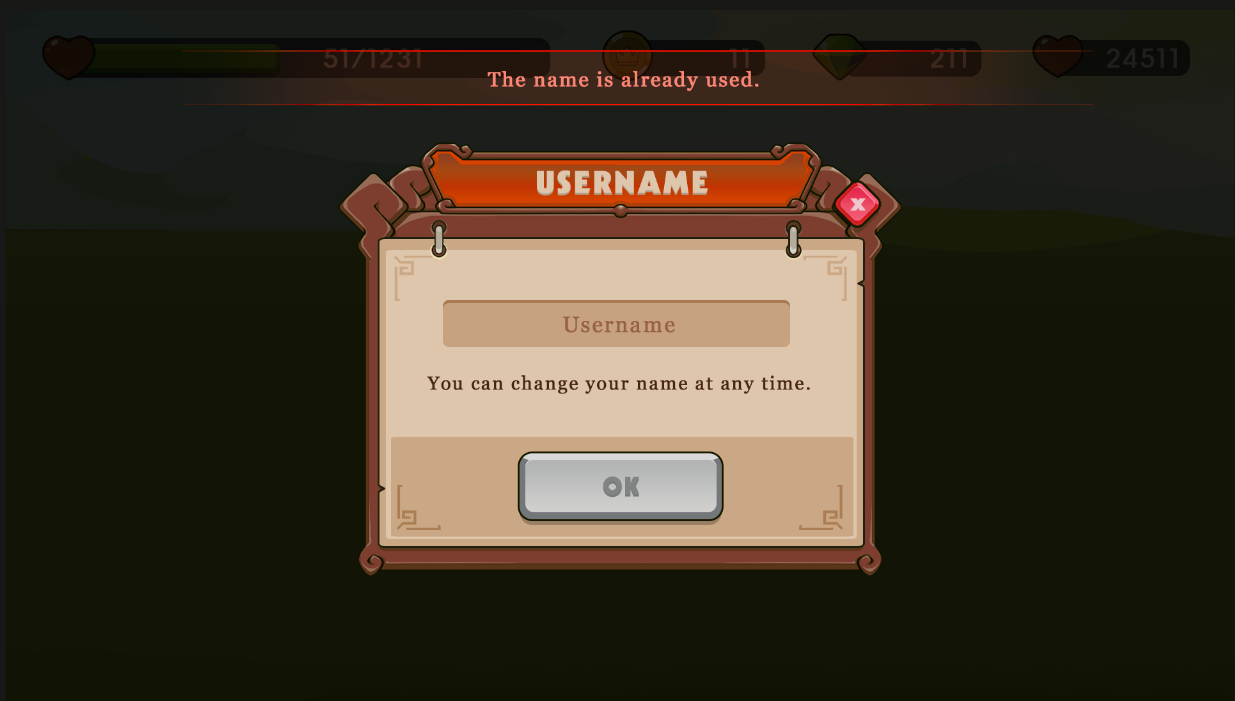 51/1231 11 211 24511
The name is already used.
USERNAME
x
Username
You can change your name at any time.
OK